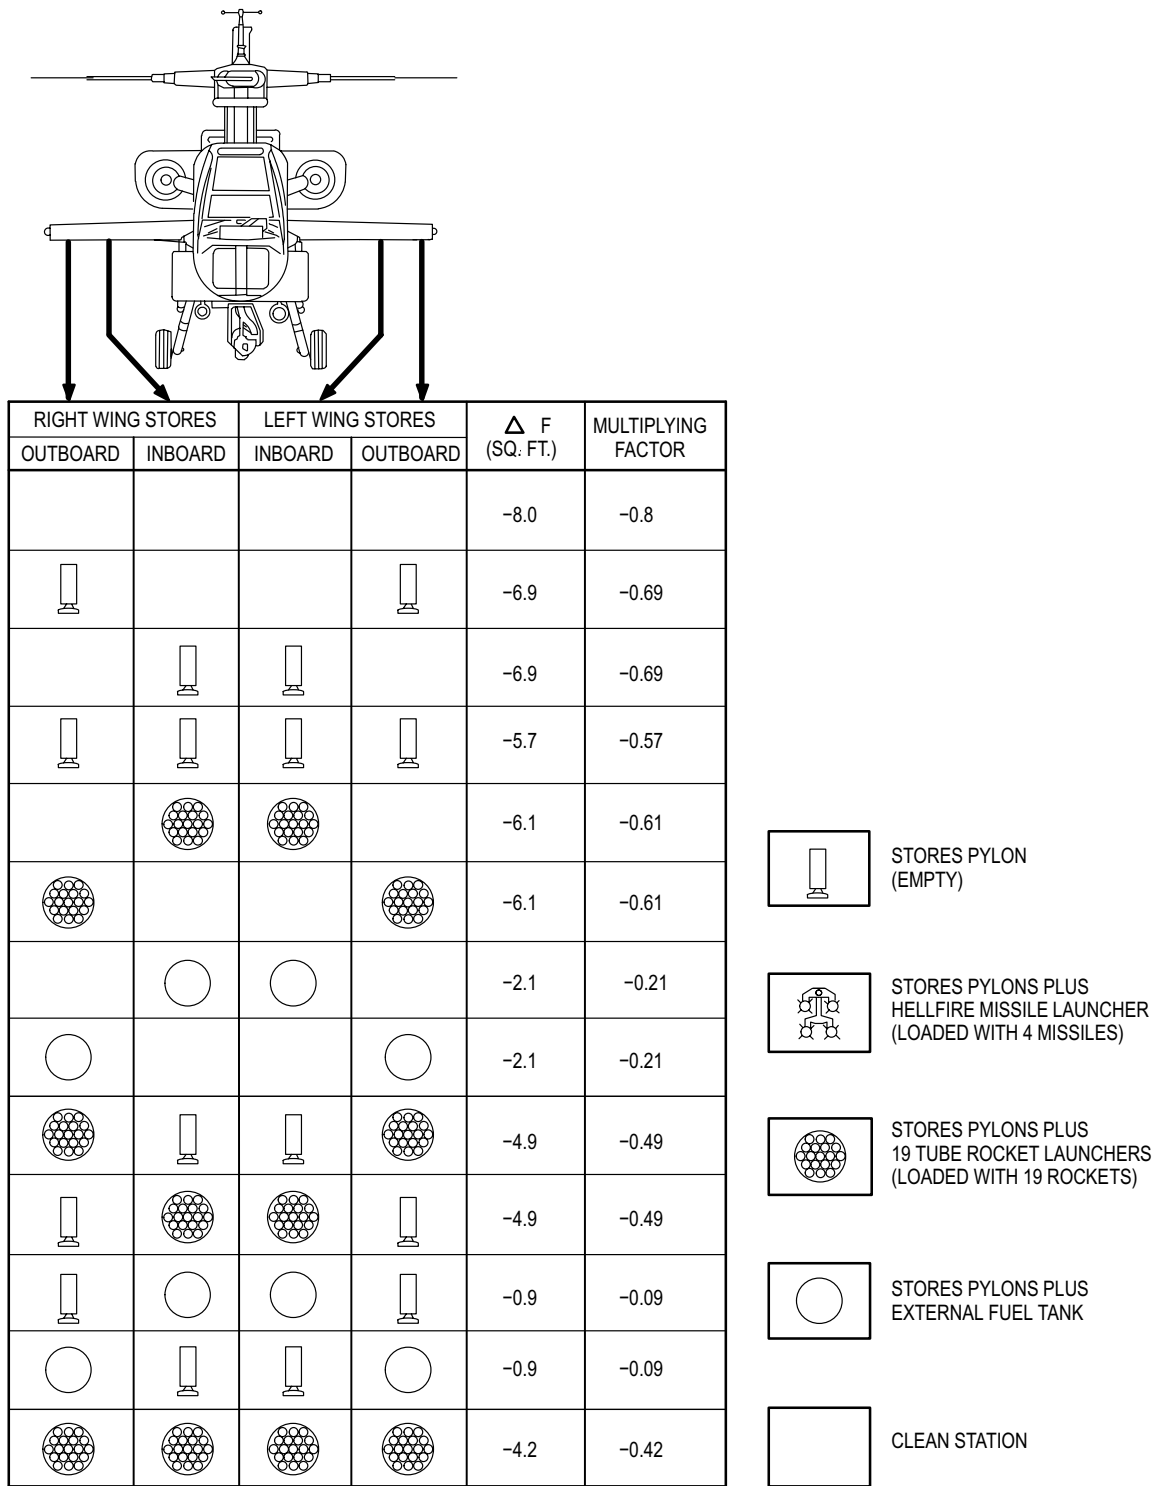 RIGHT WING STORES LEFT WING STORES Δ F (SQ. FT.) MULTIPLYING FACTOR
OUTBOARD INBOARD INBOARD OUTBOARD
−8.0 −0.8
−6.9 −0.69
−6.9 −0.69
−5.7 −0.57
−6.1 −0.61
−6.1 −0.61
−2.1 −0.21
−2.1 −0.21
−4.9 −0.49
−4.9 −0.49
−0.9 −0.09
−0.9 −0.09
−4.2 −0.42
STORES PYLON
(EMPTY)
STORES PYLONS PLUS
HELLFIRE MISSILE LAUNCHER
(LOADED WITH 4 MISSILES)
STORES PYLONS PLUS
19 TUBE ROCKET LAUNCHERS
(LOADED WITH 19 ROCKETS)
STORES PYLONS PLUS
EXTERNAL FUEL TANK
CLEAN STATION